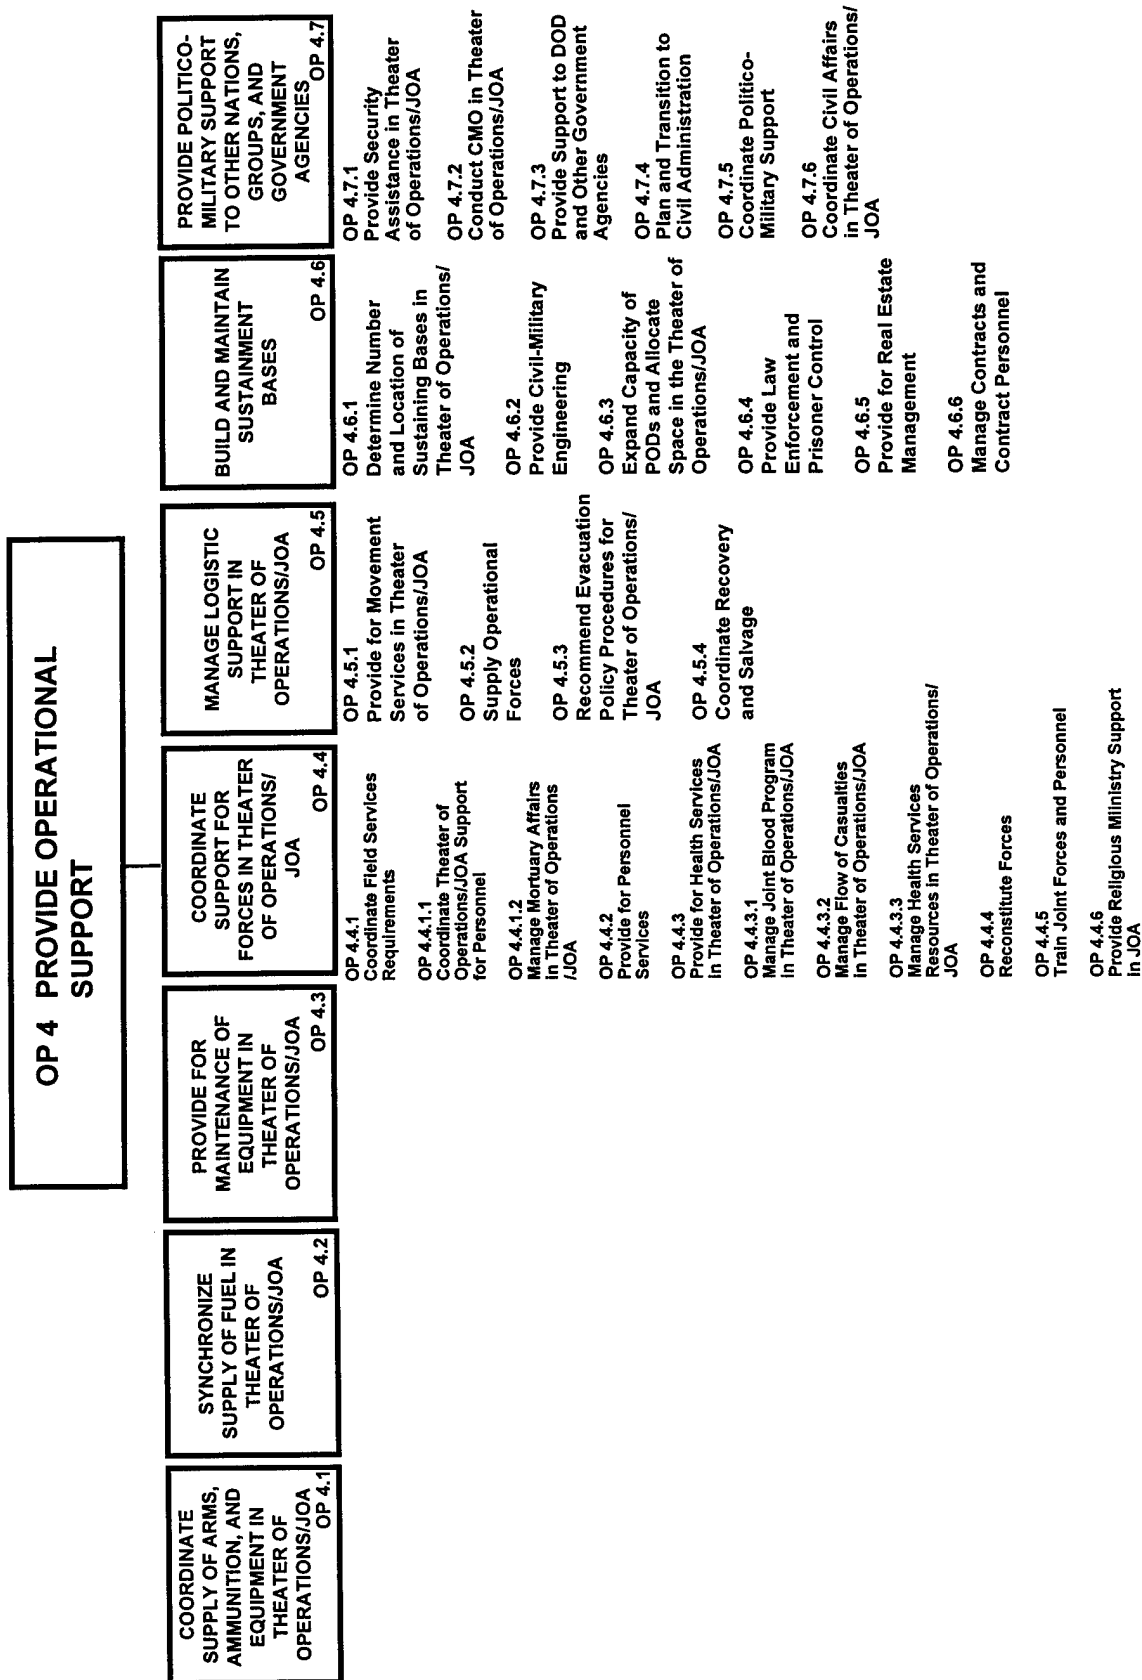 OP 4 PROVIDE OPERATIONAL
SUPPORT
COORDINATE
SUPPLY OF ARMS,
AMMUNITION, AND
EQUIPMENT IN
THEATER OF
OPERATIONS/JOA
OP 4.1
SYNCHRONIZE
SUPPLY OF FUEL IN
THEATER OF
OPERATIONS/JOA
OP 4.2
PROVIDE FOR
MAINTENANCE OF
EQUIPMENT IN
THEATER OF
OPERATIONS/JOA
OP 4.3
COORDINATE
SUPPORT FOR
FORCES IN THEATER
OF OPERATIONS/
JOA
OP 4.4
OP 4.4.1
Coordinate Field Services
Requirements
OP 4.4.1.1
Coordinate Theater of
Operations/JOA Support
for Personnel
OP 4.4.1.2
Manage Mortuary Affairs
in Theater of Operations
/JOA
OP 4.4.2
Provide for Personnel
Services
OP 4.4.3
Provide for Health Services
in Theater of Operations/JOA
OP 4.4.3.1
Manage Joint Blood Program
in Theater of Operations/JOA
OP 4.4.3.2
Manage Flow of Casualties
in Theater of Operations/JOA
OP 4.4.3.3
Manage Health Services
Resources in Theater of Operations/
JOA
OP 4.4.4
Reconstitute Forces
OP 4.4.5
Train Joint Forces and Personnel
OP 4.4.6
Provide Religious Miinistry Support
in JOA
MANAGE LOGISTIC
SUPPORT IN
THEATER OF
OPERATIONS/JOA
OP 4.5
OP 4.5.1
Provide for Movement
Services in Theater
of Operations/JOA
OP 4.5.2
Supply Operational
Forces
OP 4.5.3
Recommend Evacuation
Policy Procedures for
Theater of Operations/
JOA
OP 4.5.4
Coordinate Recovery
and Salvage
BUILD AND MAINTAIN
SUSTAINMENT
BASES
OP 4.6
OP 4.6.1
Determine Number
and Location of
Sustaining Bases in
Theater of Operations/
JOA
OP 4.6.2
Provide Civil-Military
Engineering
OP 4.6.3
Expand Capacity of
PODs and Allocate
Space in the Theater of
Operations/JOA
OP 4.6.4
Provide Law
Enforcement and
Prisoner Control
OP 4.6.5
Provide for Real Estate
Management
OP 4.6.6
Manage Contracts and
Contract Personnel
PROVIDE POLITICO-
MILITARY SUPPORT
TO OTHER NATIONS,
GROUPS, AND
GOVERNMENT
AGENCIES
OP 4.7
OP 4.7.1
Provide Security
Assistance in Theater
of Operations/JOA
OP 4.7.2
Conduct CMO in Theater
of Operations/JOA
OP 4.7.3
Provide Support to DOD
and Other Government
Agencies
OP 4.7.4
Plan and Transition to
Civil Administration
OP 4.7.5
Coordinate Politico-
Military Support
OP 4.7.6
Coordinate Civil Affairs
in Theater of Operations/
JOA